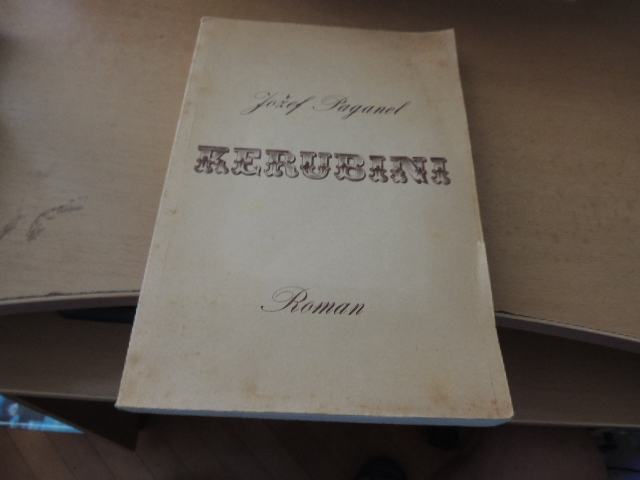 Jožef Paganel
KERUBINI
Roman